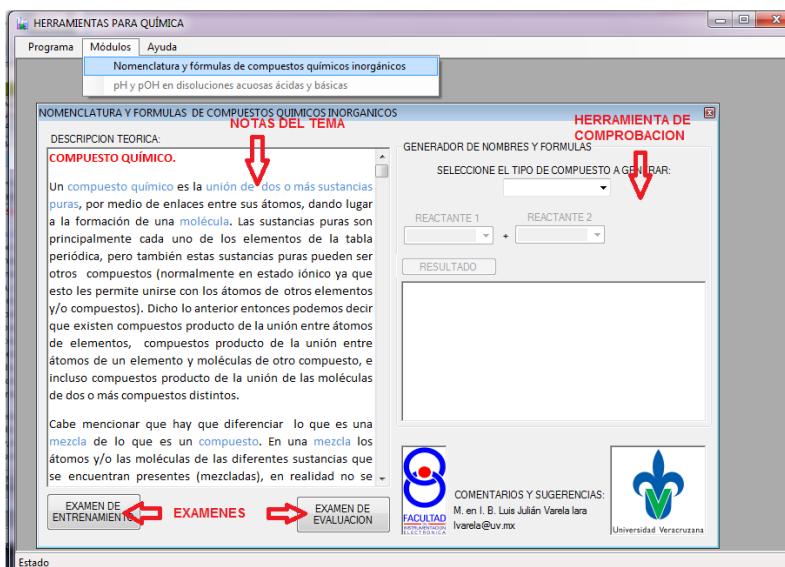 HERRAMIENTAS PARA QUÍMICA
Programa Módulos Ayuda
Nomenclatura y fórmulas de compuestos químicos inorgánicos
pH y pOH en disoluciones acuosas ácidas y básicas
NOMENCLATURA Y FORMULAS DE COMPUESTOS QUIMICOS INORGANICOS
NOTAS DEL TEMA
DESCRIPCION TEORICA:
COMPUESTO QUÍMICO.
Un compuesto químico es la unión de dos o más sustancias
puras, por medio de enlaces entre sus átomos, dando lugar
a la formación de una molécula. Las sustancias puras son
principalmente cada uno de los elementos de la tabla
periódica, pero también estas sustancias puras pueden ser
otros compuestos (normalmente en estado iónico ya que
esto les permite unirse con los átomos de otros elementos
y/o compuestos). Dicho lo anterior entonces podemos decir
que existen compuestos producto de la unión entre átomos
de elementos, compuestos producto de la unión entre
átomos de un elemento y moléculas de otro compuesto, e
incluso compuestos producto de la unión de las moléculas
de dos o más compuestos distintos.
Cabe mencionar que hay que diferenciar lo que es una
mezcla de lo que es un compuesto. En una mezcla los
átomos y/o las moléculas de las diferentes sustancias que
se encuentran presentes (mezcladas), en realidad no se
EXAMEN DE
ENTRENAMIENTO
EXAMENES
EXAMEN DE
EVALUACION
HERRAMIENTA DE
COMPROBACION
GENERADOR DE NOMBRES Y FORMULAS
SELECCIONE EL TIPO DE COMPUESTO A GENERAR:
REACTANTE 1 REACTANTE 2
+
RESULTADO
FACULTAD
INSTRUMENTACION
ELECTRONICA
COMENTARIOS Y SUGERENCIAS:
M. en I. B. Luis Julián Varela lara
lvarela@uv.mx
Universidad Veracruzana
Estado